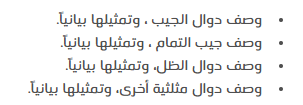 • وصف دوال الجيب ، وتمثيلها بيانياً.
• وصف جيب التمام ، وتمثيلها بيانياً.
• وصف دوال الظل، وتمثيلها بيانياً.
• وصف دوال مثلثية أخرى، وتمثيلها بيانياً.